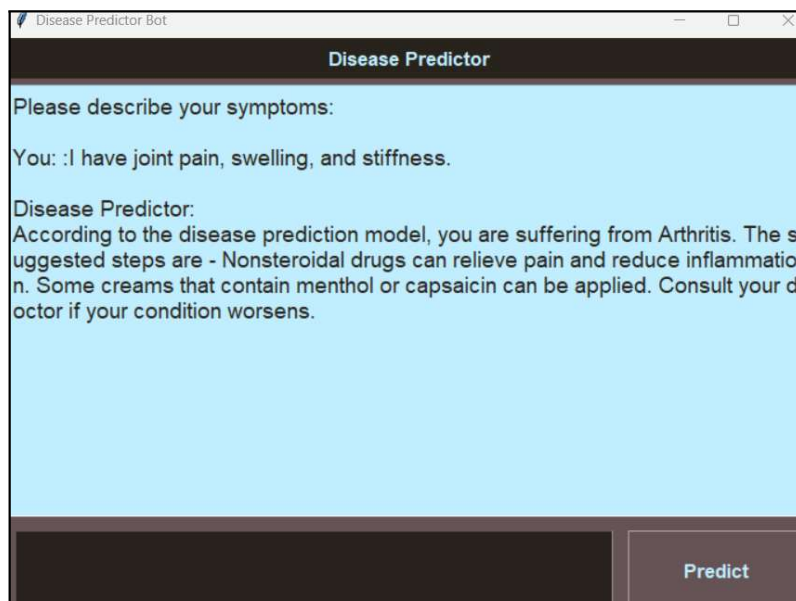 Disease Predictor Bot
Disease Predictor
Please describe your symptoms:
You: :I have joint pain, swelling, and stiffness.
Disease Predictor:
According to the disease prediction model, you are suffering from Arthritis. The s
uggested steps are - Nonsteroidal drugs can relieve pain and reduce inflammatio
n. Some creams that contain menthol or capsaicin can be applied. Consult your d
octor if your condition worsens.
Predict